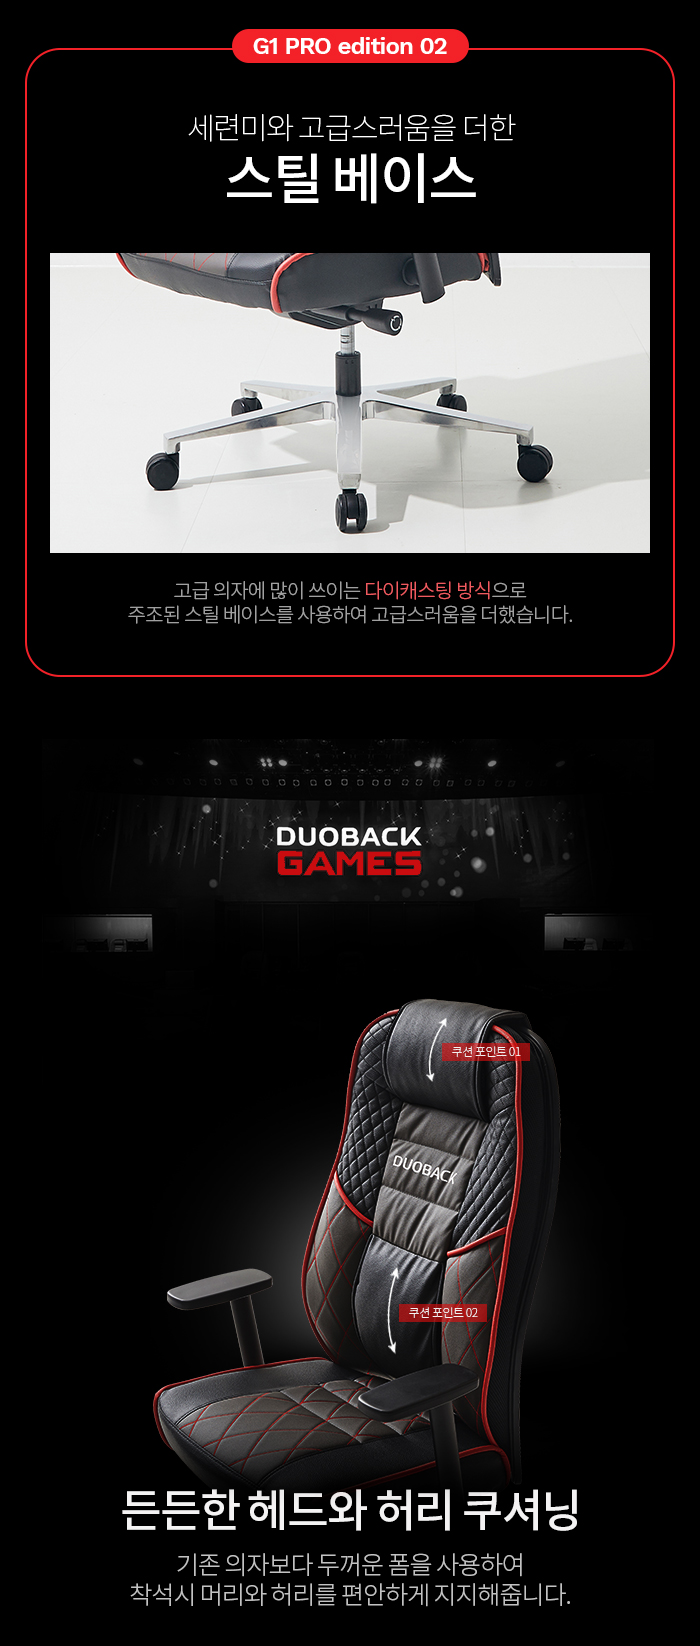 G1 PRO edition 02
세련미와 고급스러움을 더한
스틸 베이스
고급 의자에 많이 쓰이는 다이캐스팅 방식으로
주조된 스틸 베이스를 사용하여 고급스러움을 더했습니다.
DUOBACK
GAMES
쿠션 포인트 01
DUOBACK
쿠션 포인트 02
든든한 헤드와 허리 쿠셔닝
기존 의자보다 두꺼운 폼을 사용하여
착석시 머리와 허리를 편안하게 지지해줍니다.